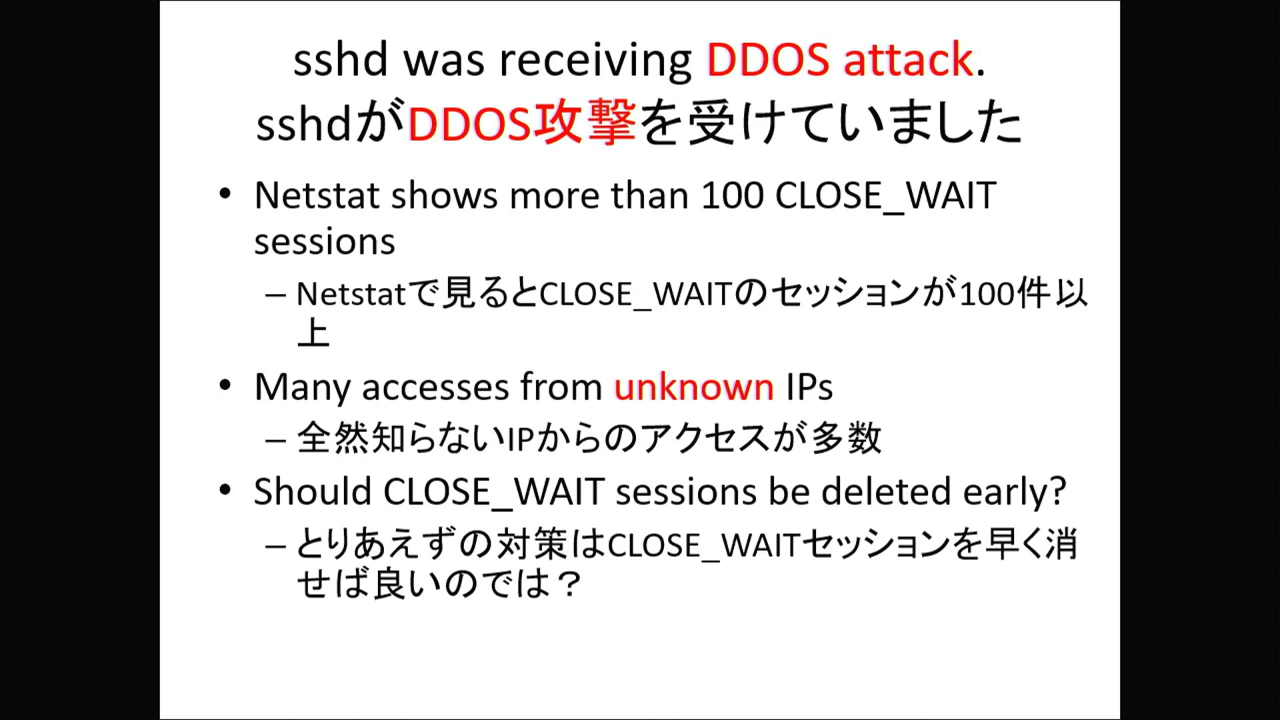 sshd was receiving DDOS attack.
sshdがDDOS攻撃を受けていました
• Netstat shows more than 100 CLOSE_WAIT
sessions
– Netstatで見るとCLOSE_WAITのセッションが100件以
上
• Many accesses from unknown IPs
– 全然知らないIPからのアクセスが多数
• Should CLOSE_WAIT sessions be deleted early?
– とりあえずの対策はCLOSE_WAITセッションを早く消
せば良いのでは？